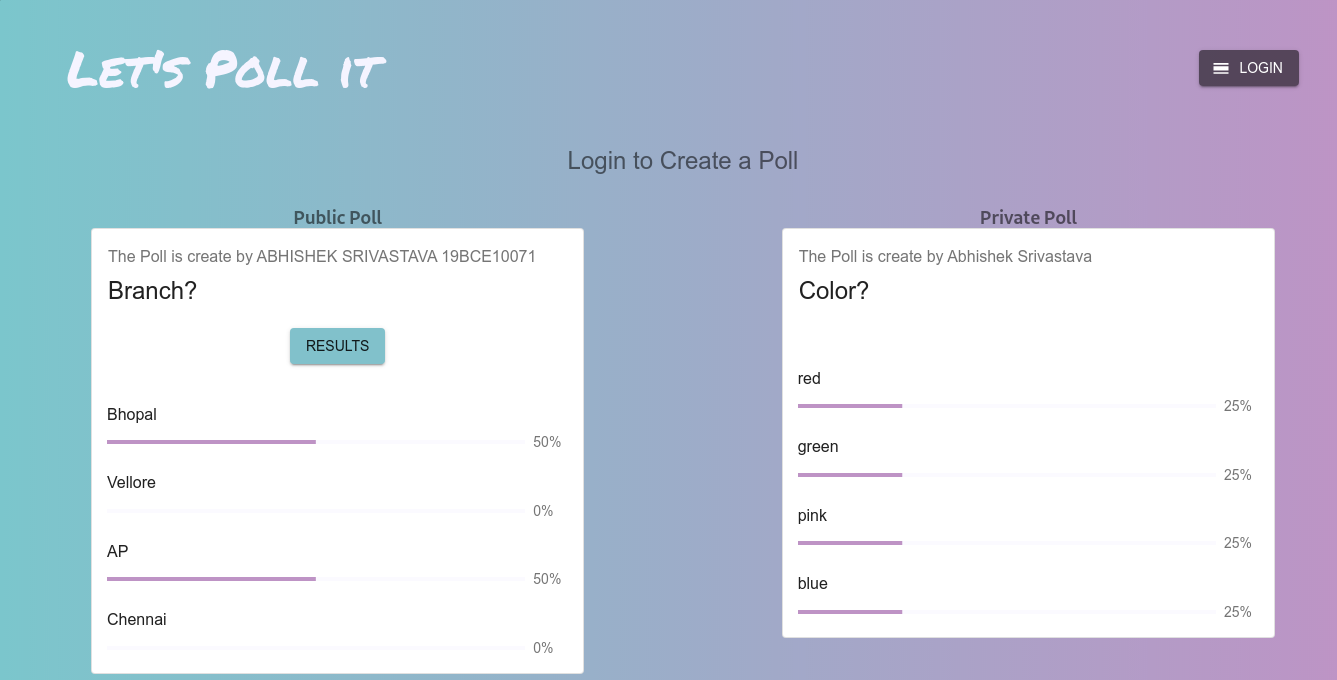 Let's Poll it
LOGIN
Login to Create a Poll
Public Poll
The Poll is create by ABHISHEK SRIVASTAVA 19BCE10071
Branch?
RESULTS
Bhopal
50%
Vellore
0%
AP
50%
Chennai
0%
Private Poll
The Poll is create by Abhishek Srivastava
Color?
red
25%
green
25%
pink
25%
blue
25%